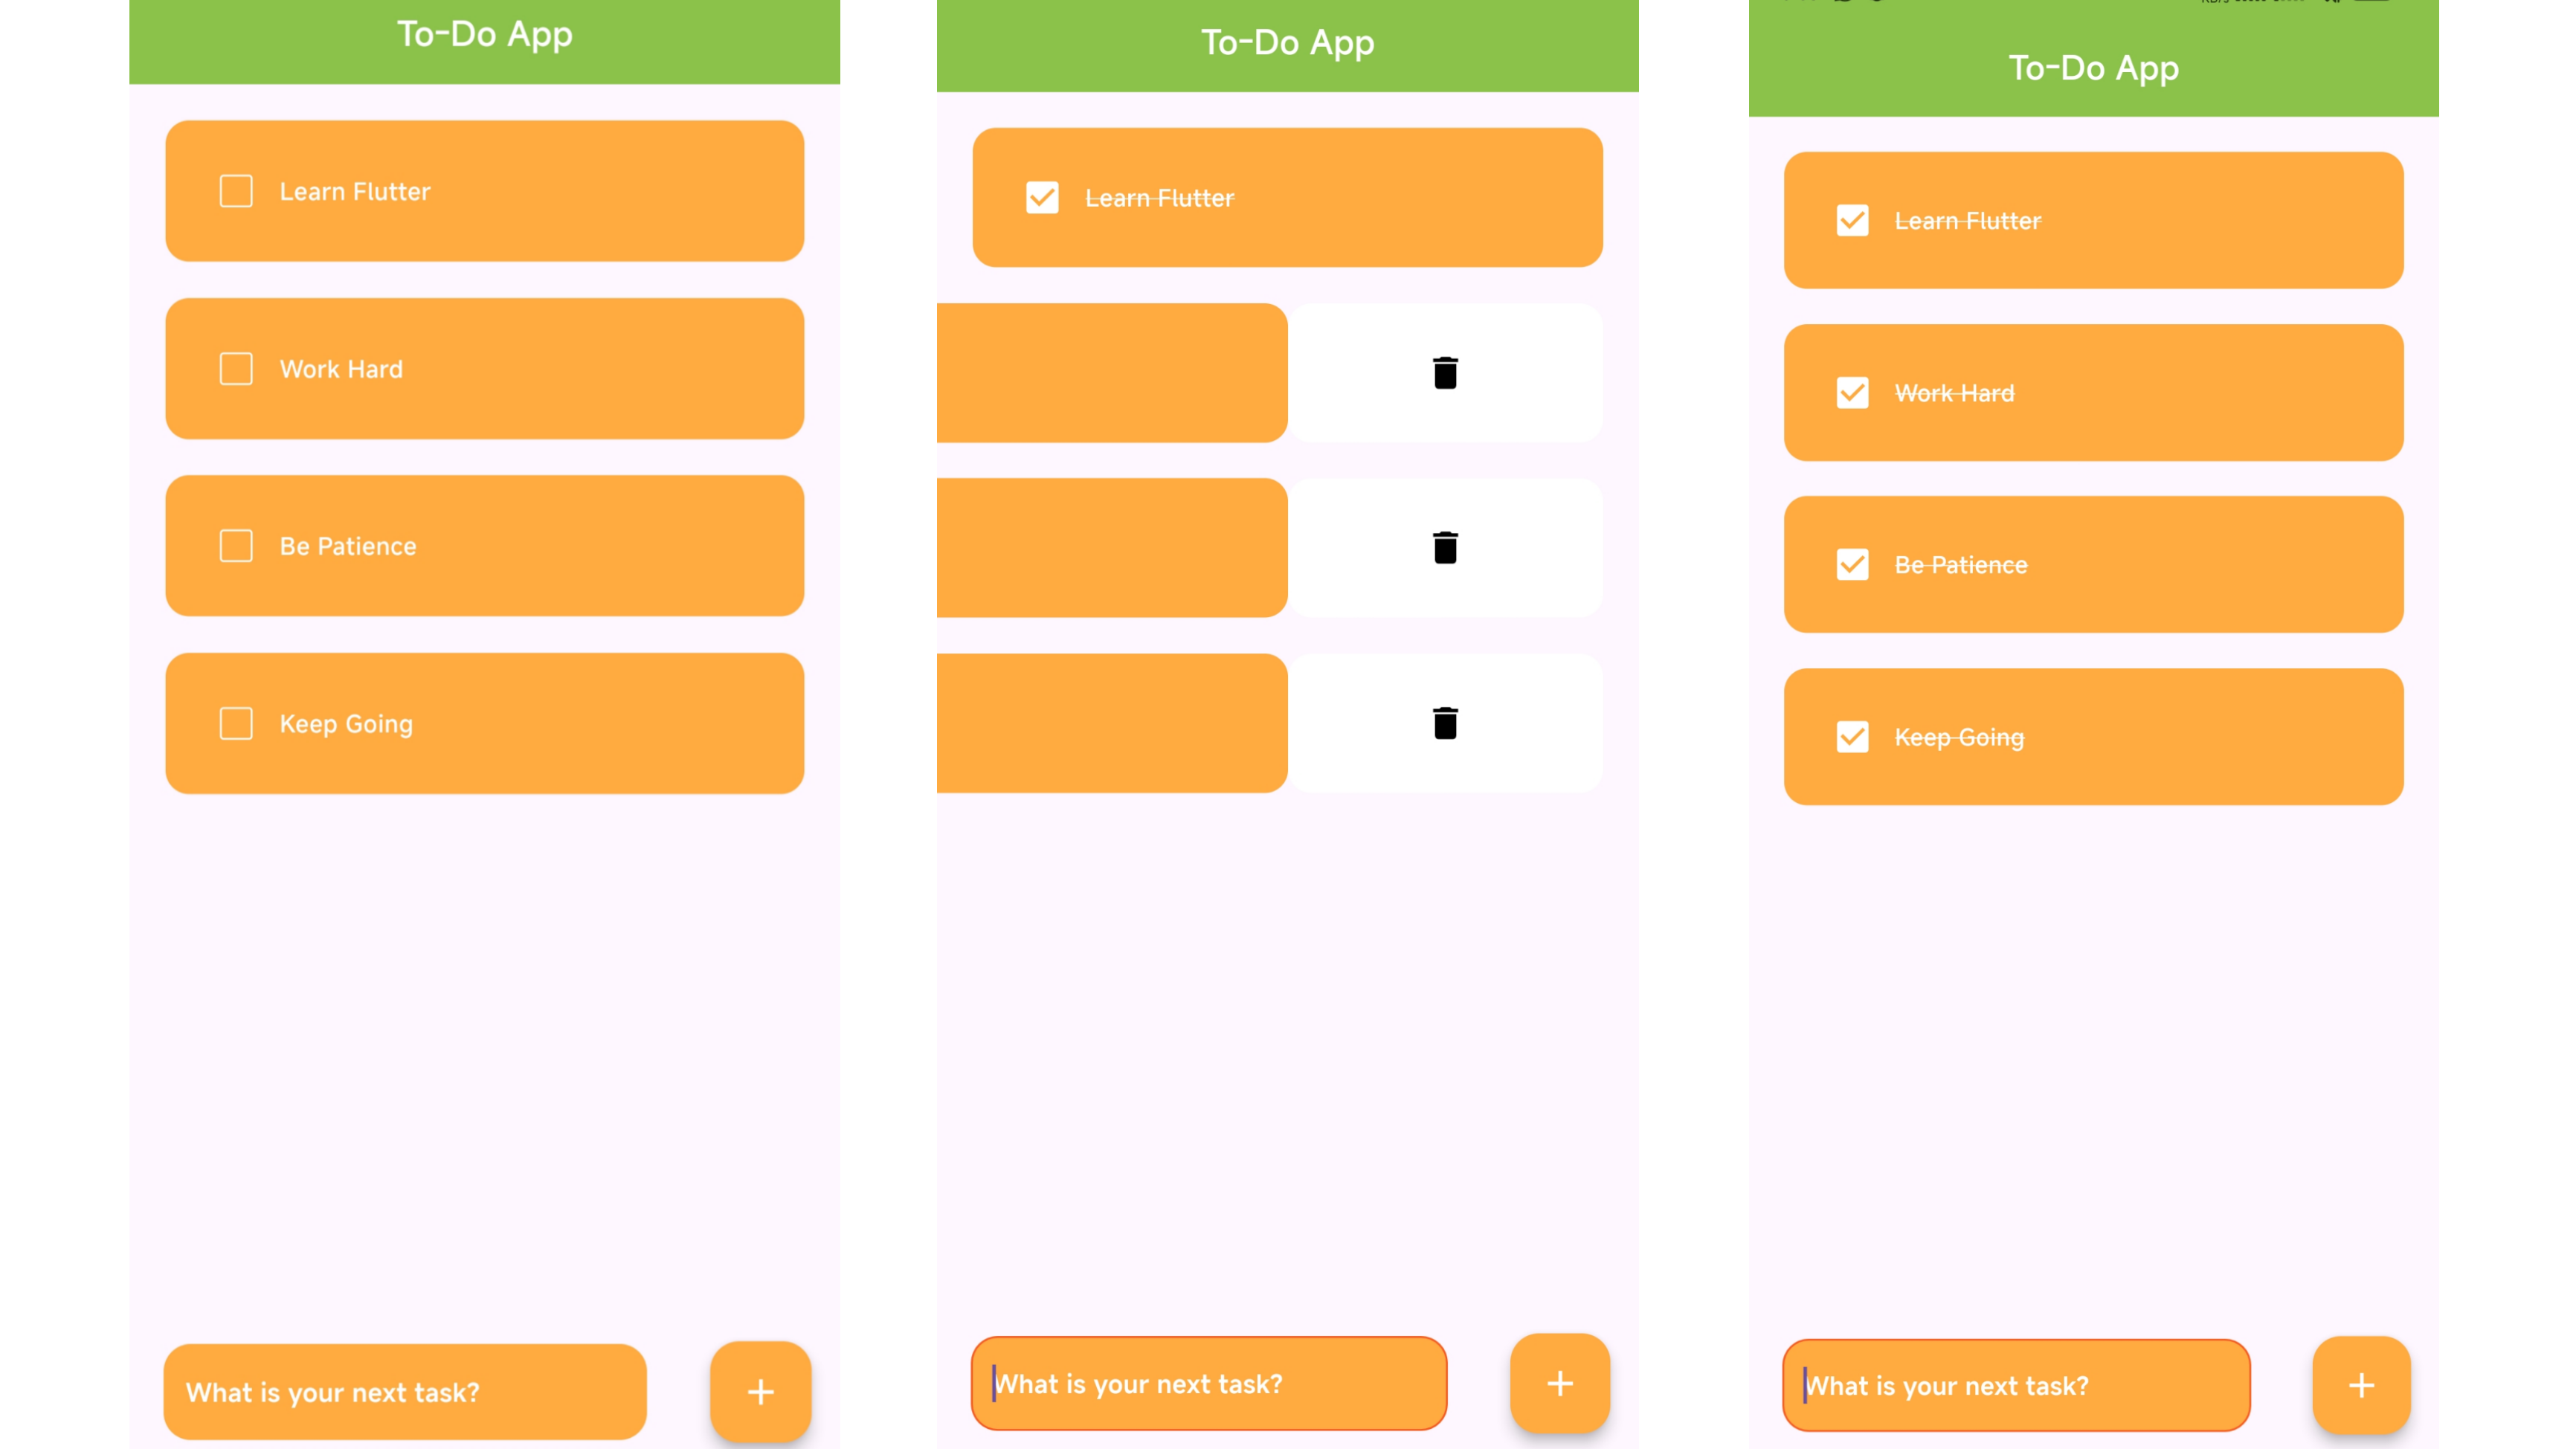 To-Do App
Learn Flutter
Work Hard
Be Patience
Keep Going
What is your next task?
+
To-Do App
Learn Flutter
What is your next task?
+
To-Do App
Learn Flutter
Work Hard
Be Patience
Keep Going
What is your next task?
+